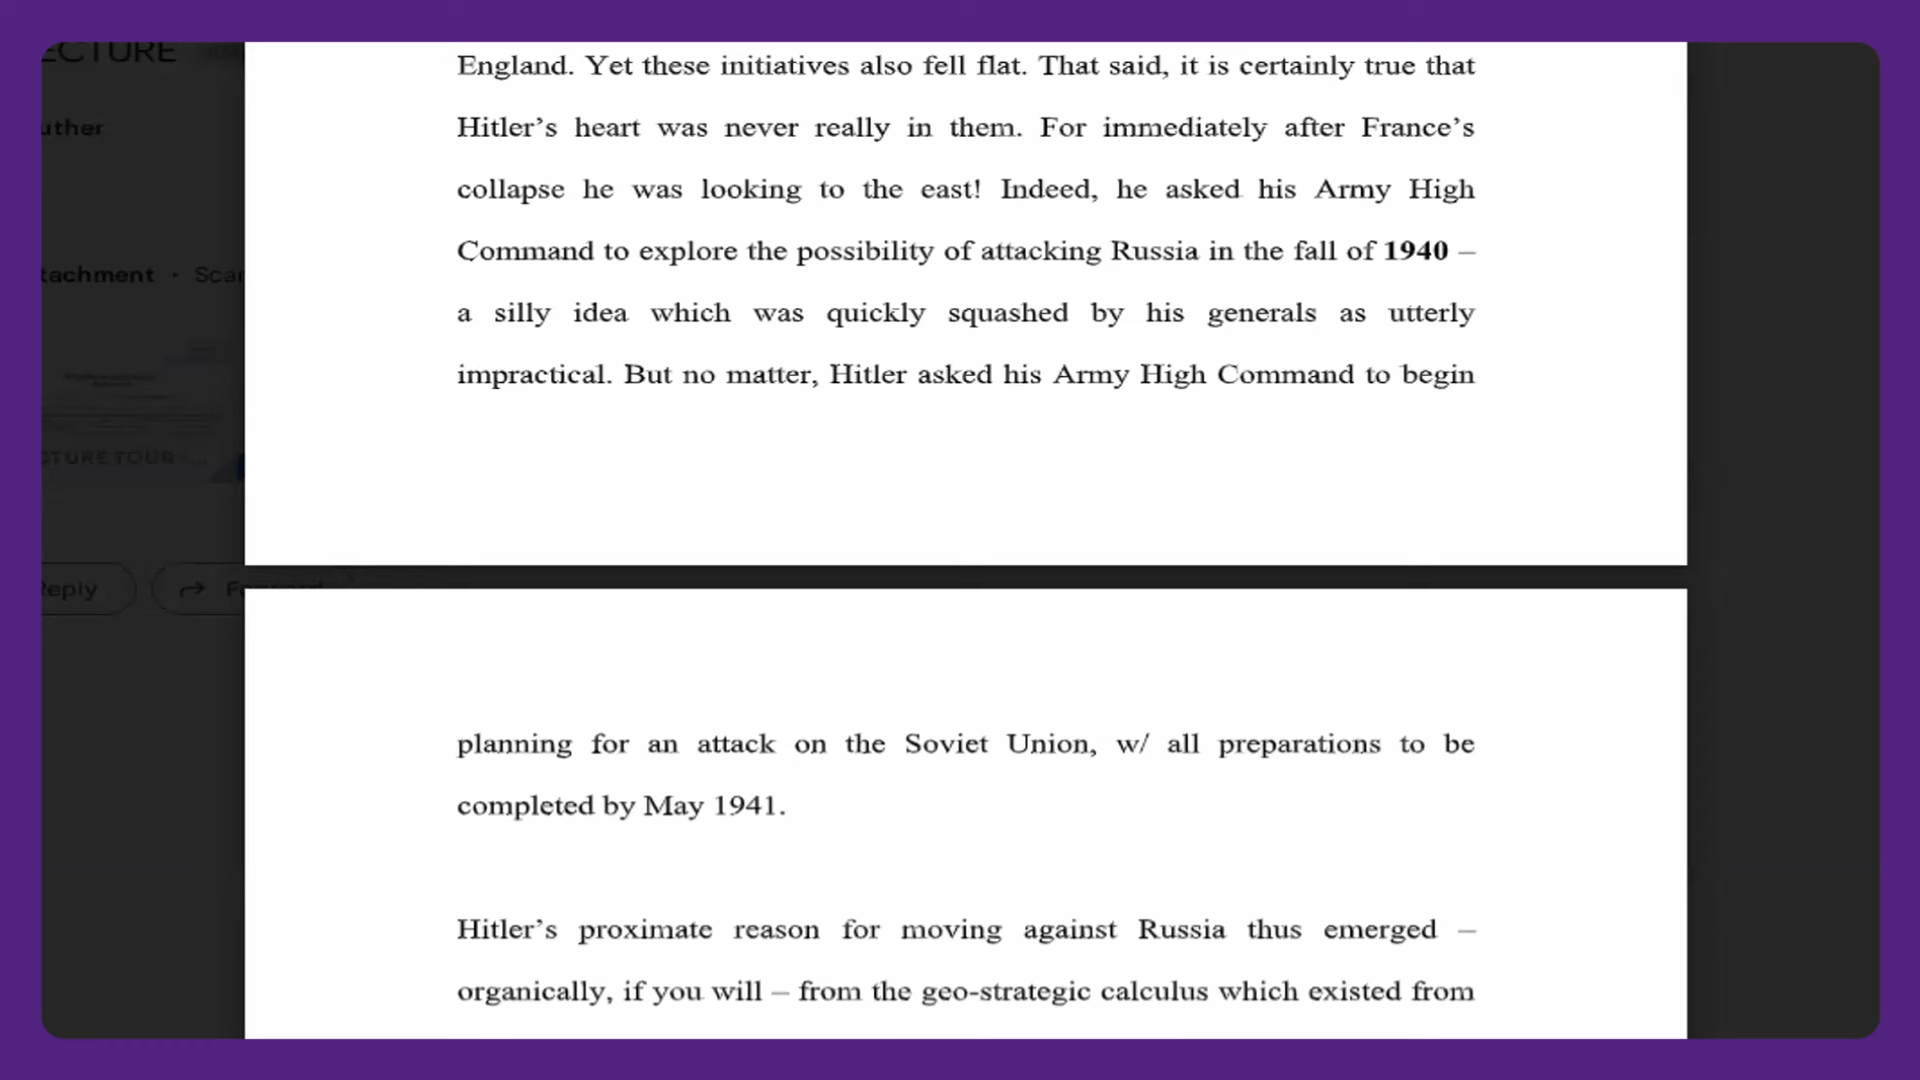 ECTURE
England. Yet these initiatives also fell flat. That said, it is certainly true that
uther
Hitler’s heart was never really in them. For immediately after France’s
collapse he was looking to the east! Indeed, he asked his Army High
Command to explore the possibility of attacking Russia in the fall of 1940 –
tachment · Scan
a silly idea which was quickly squashed by his generals as utterly
impractical. But no matter, Hitler asked his Army High Command to begin
CTURE TOUR - ...
Reply
Forward
planning for an attack on the Soviet Union, w/ all preparations to be
completed by May 1941.
Hitler’s proximate reason for moving against Russia thus emerged –
organically, if you will – from the geo-strategic calculus which existed from